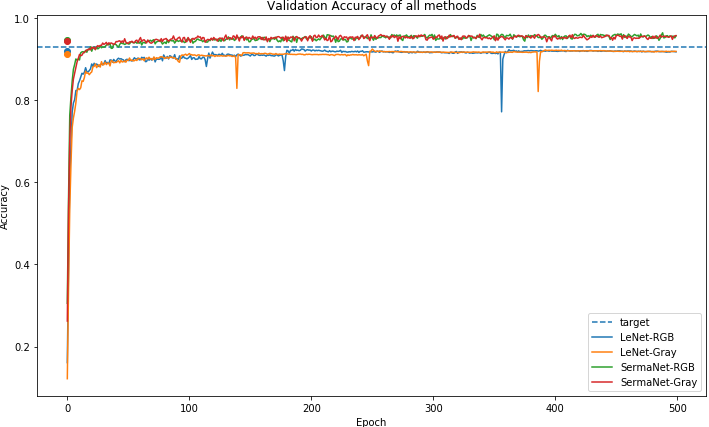 Validation Accuracy of all methods
1.0
0.8
0.6
0.4
0.2
Accuracy
0
100
200
300
400
500
Epoch
target
LeNet-RGB
LeNet-Gray
SermaNet-RGB
SermaNet-Gray